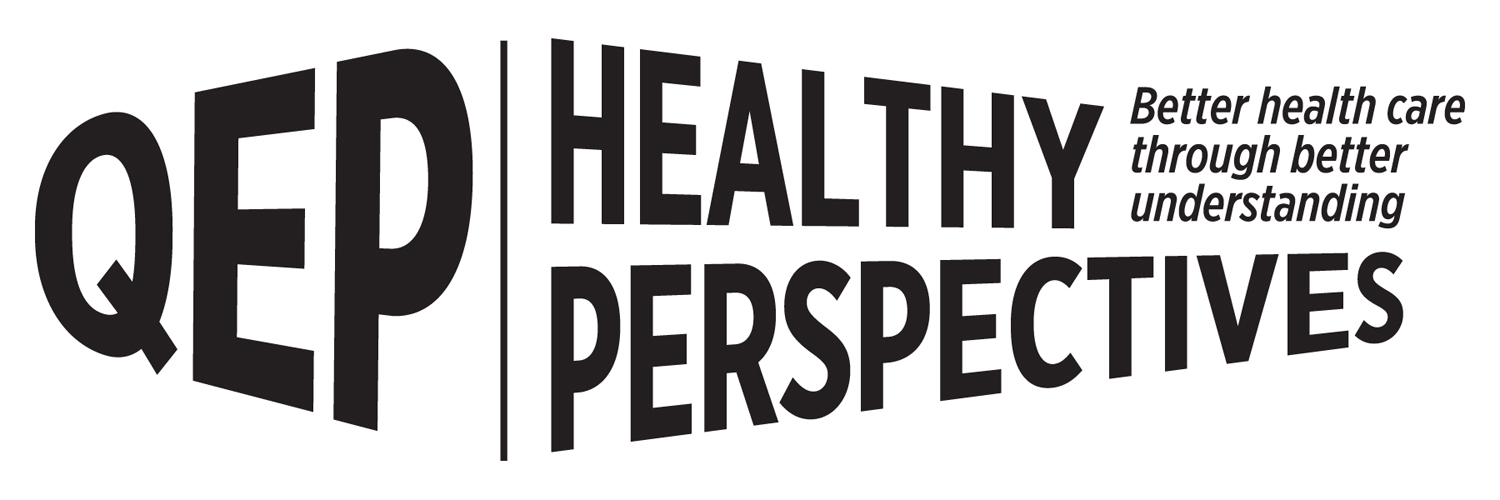 QEP
HEALTHY
PERSPECTIVES
Better health care
through better
understanding